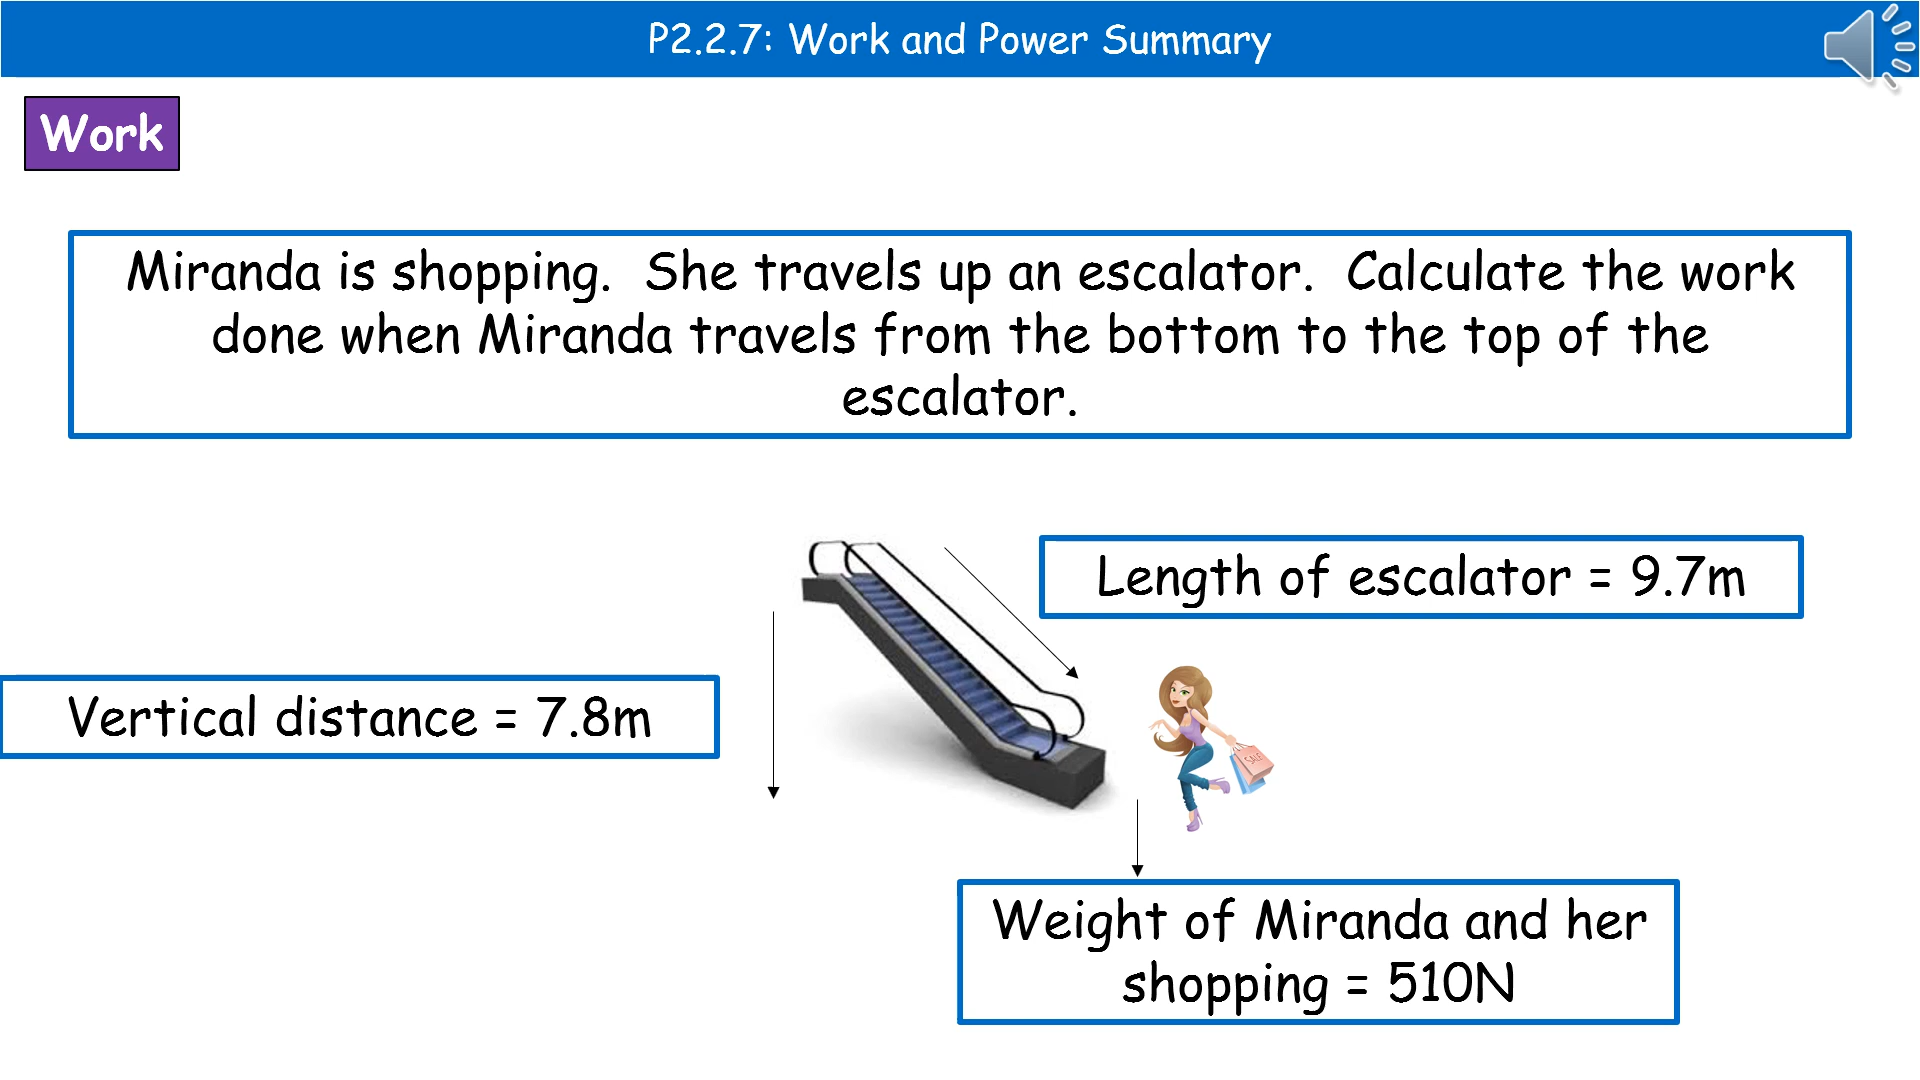 P2.2.7: Work and Power Summary
Work
Miranda is shopping.  She travels up an escalator.  Calculate the work
done when Miranda travels from the bottom to the top of the
escalator.
Length of escalator = 9.7m
Vertical distance = 7.8m
SALE
Weight of Miranda and her
shopping = 510N